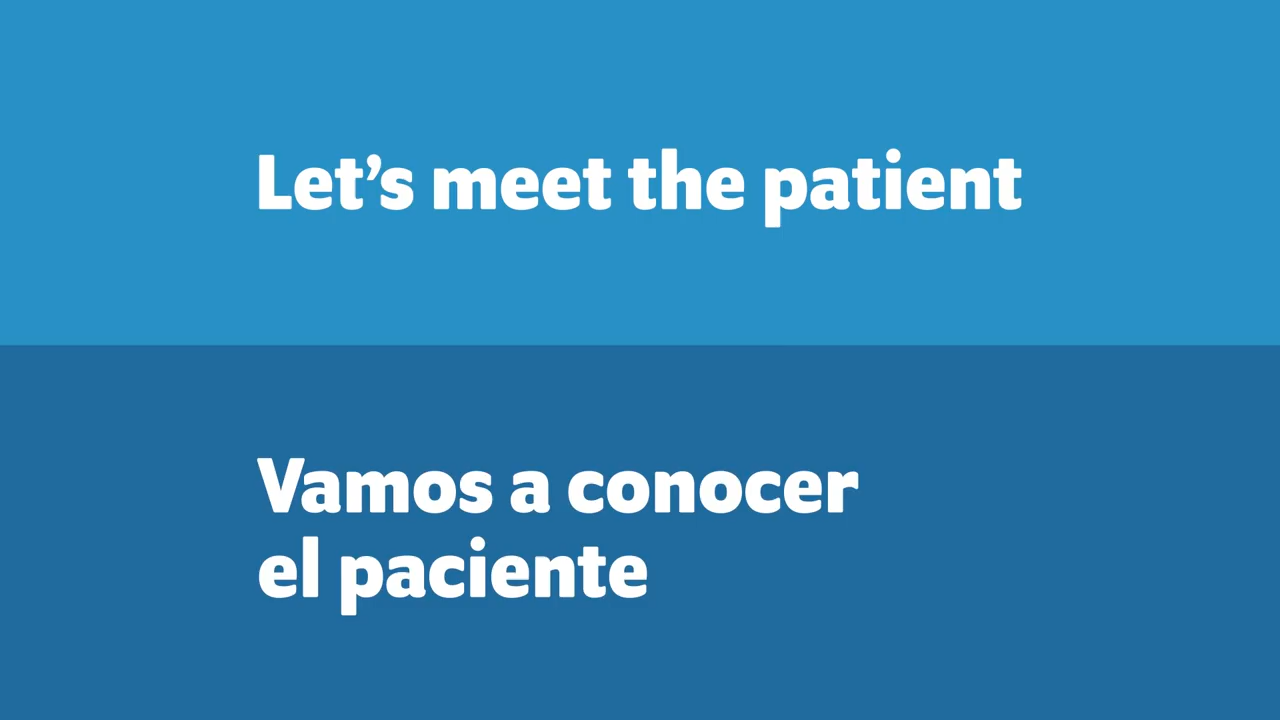 Let’s meet the patient
Vamos a conocer
el paciente